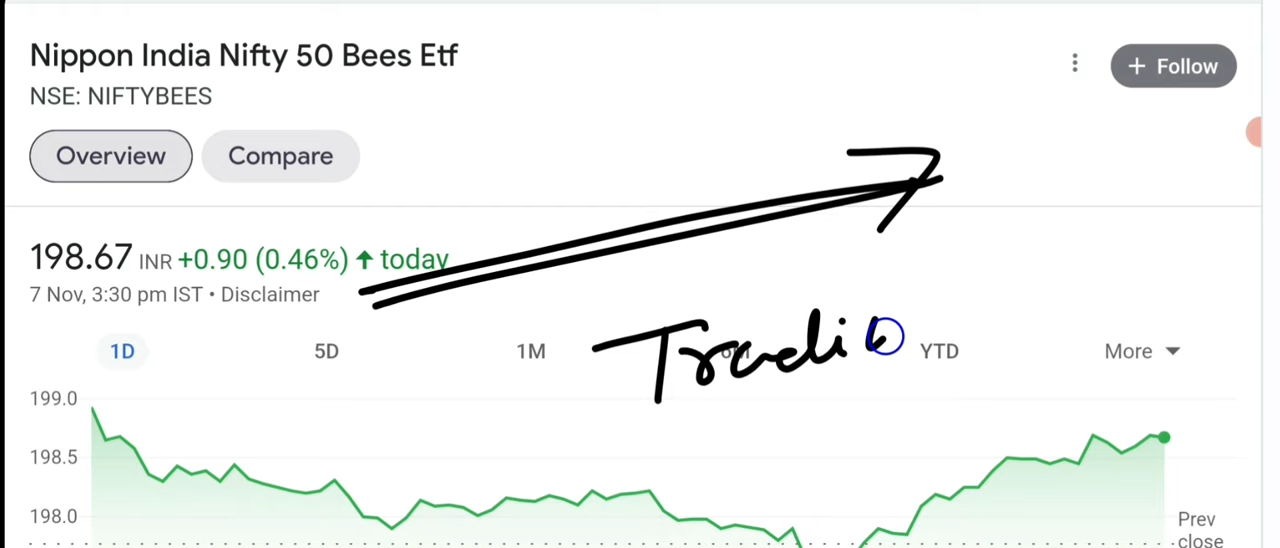 Nippon India Nifty 50 Bees Etf
+ Follow
NSE: NIFTYBEES
Overview Compare
198.67 INR +0.90 (0.46%) ↑ today
7 Nov, 3:30 pm IST • Disclaimer
1D 5D 1M YTD More
199.0
198.5
198.0
Prev
close